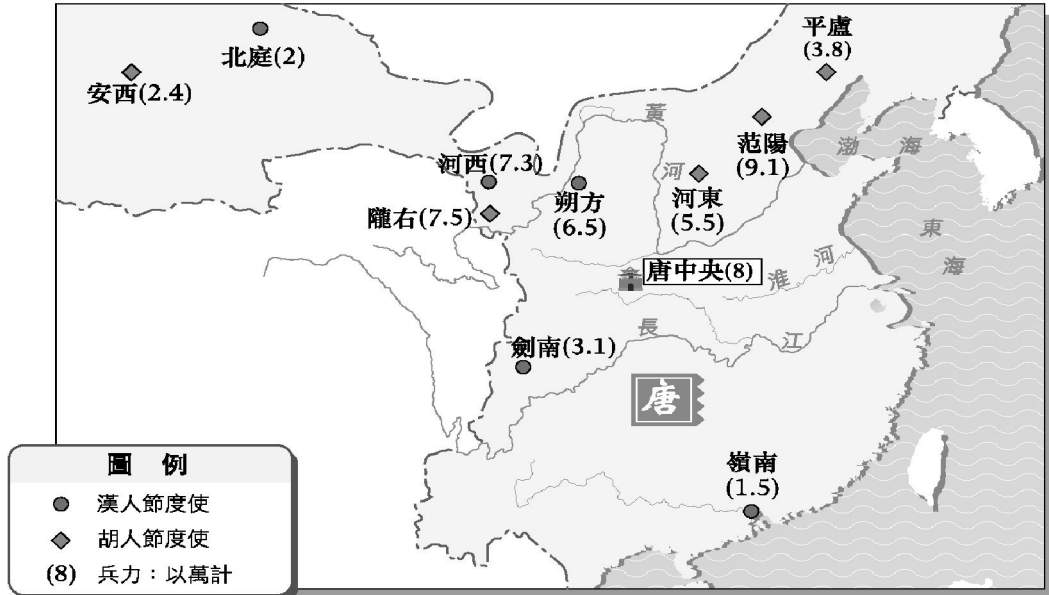 北庭(2)
安西(2.4)
平盧
(3.8)
范陽
(9.1)
渤海
黃河
河西(7.3)
隴右(7.5)
朔方
(6.5)
河東
(5.5)
東海
唐中央(8)
淮河
長江
劍南(3.1)
唐
嶺南
(1.5)
圖例
漢人節度使
胡人節度使
(8) 兵力：以萬計